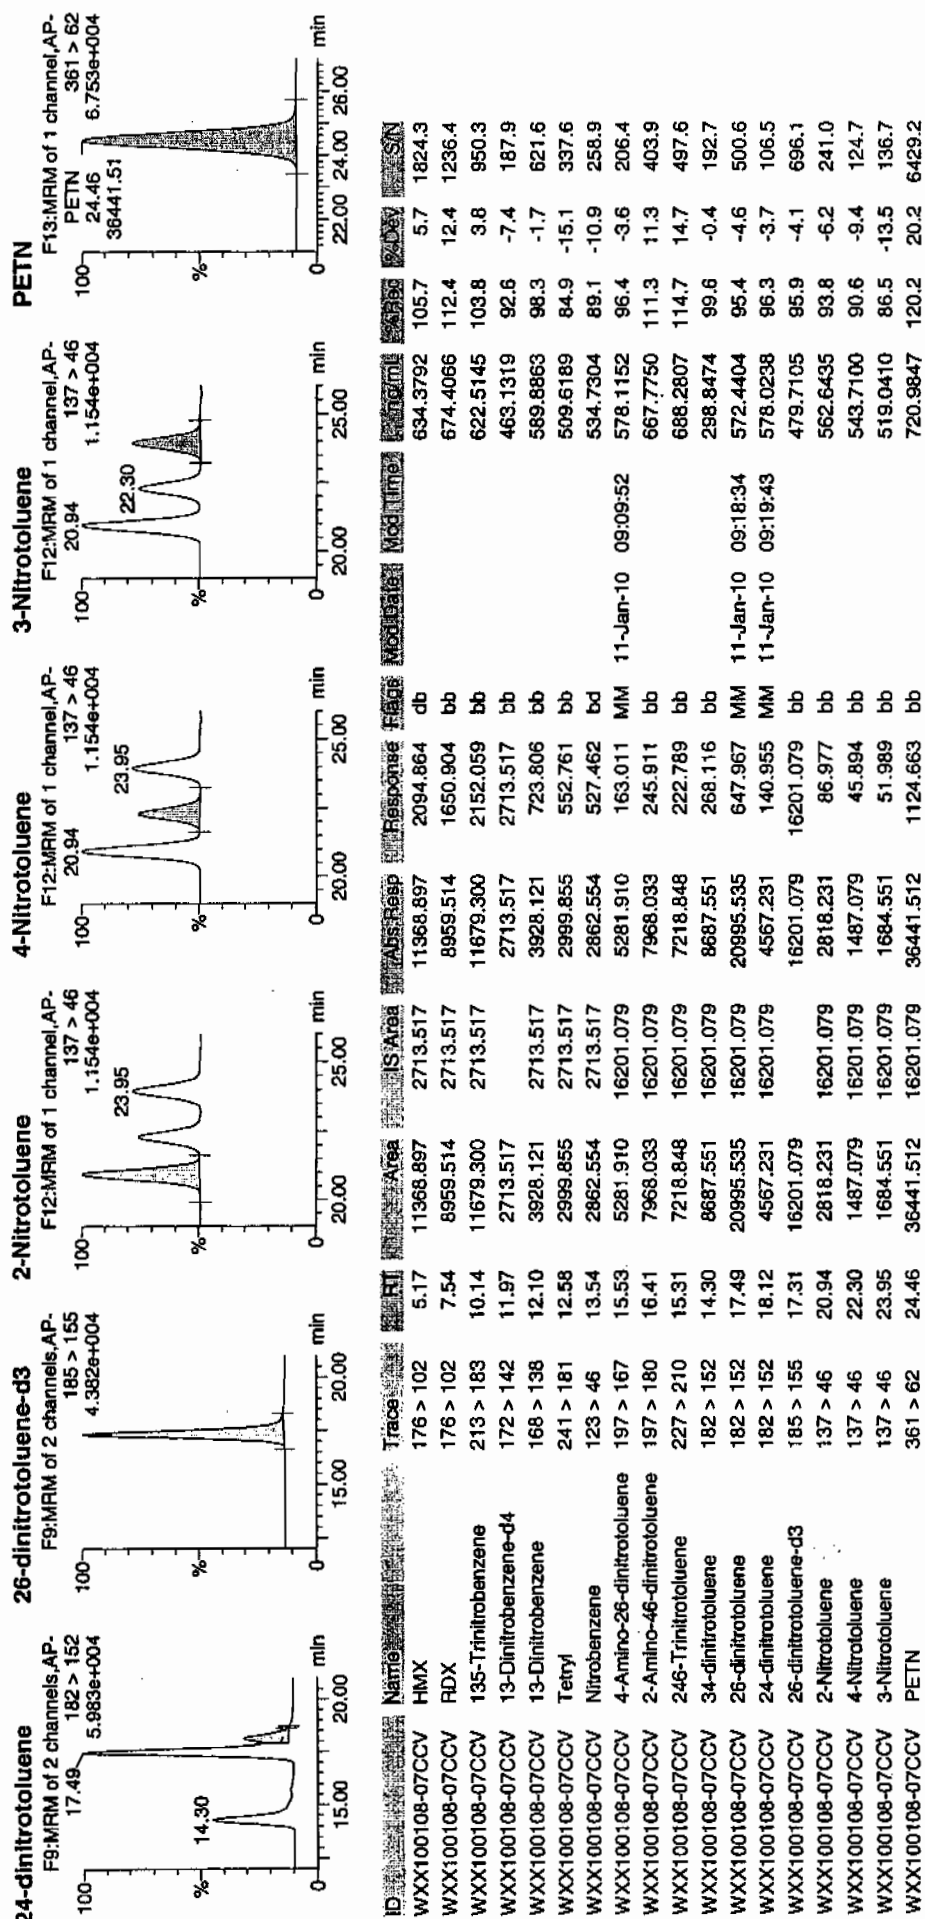 24-dinitrotoluene
F9:MRM of 2 channels,AP-
17.49 182 > 152
5.983e+004
100
14.30
%
0
15.00 20.00 min
26-dinitrotoluene-d3
F9:MRM of 2 channels,AP-
185 > 155
4.382e+004
100
%
0
15.00 20.00 min
2-Nitrotoluene
F12:MRM of 1 channel,AP-
137 > 46
1.154e+004
100
23.95
%
0
20.00 25.00 min
4-Nitrotoluene
F12:MRM of 1 channel,AP-
20.94 137 > 46
1.154e+004
100
23.95
%
0
20.00 25.00 min
3-Nitrotoluene
F12:MRM of 1 channel,AP-
20.94 137 > 46
1.154e+004
100
22.30
%
0
20.00 25.00 min
PETN
F13:MRM of 1 channel,AP-
PETN 361 > 62
24.46 6.753e+004
36441.51
100
%
0
22.00 24.00 26.00 min
ID Name Trace RT Area IS Area Abs.Resp Response Flags Mod.Date Mod.Time ng/mL %Rec %Dev S/N
WXX100108-07CCV HMX 176 > 102 5.17 11368.897 2713.517 11368.897 2094.864 db 634.3792 105.7 5.7 1824.3
WXX100108-07CCV RDX 176 > 102 7.54 8959.514 2713.517 8959.514 1650.904 bb 674.4066 112.4 12.4 1236.4
WXX100108-07CCV 135-Trinitrobenzene 213 > 183 10.14 11679.300 2713.517 11679.300 2152.059 bb 622.5145 103.8 3.8 950.3
WXX100108-07CCV 13-Dinitrobenzene-d4 172 > 142 11.97 2713.517 2713.517 2713.517 bb 463.1319 92.6 -7.4 187.9
WXX100108-07CCV 13-Dinitrobenzene 168 > 138 12.10 3928.121 2713.517 3928.121 723.806 bb 589.8863 98.3 -1.7 621.6
WXX100108-07CCV Tetryl 241 > 181 12.58 2999.855 2713.517 2999.855 552.761 bb 509.6189 84.9 -15.1 337.6
WXX100108-07CCV Nitrobenzene 123 > 46 13.54 2862.554 2713.517 2862.554 527.462 bd 534.7304 89.1 -10.9 258.9
WXX100108-07CCV 4-Amino-26-dinitrotoluene 197 > 167 15.53 5281.910 16201.079 5281.910 163.011 MM 11-Jan-10 09:09:52 578.1152 96.4 -3.6 206.4
WXX100108-07CCV 2-Amino-46-dinitrotoluene 197 > 180 16.41 7968.033 16201.079 7968.033 245.911 bb 667.7750 111.3 11.3 403.9
WXX100108-07CCV 246-Trinitrotoluene 227 > 210 15.31 7218.848 16201.079 7218.848 222.789 bb 688.2807 114.7 14.7 497.6
WXX100108-07CCV 34-dinitrotoluene 182 > 152 14.30 8687.551 16201.079 8687.551 268.116 bb 298.8474 99.6 -0.4 192.7
WXX100108-07CCV 26-dinitrotoluene 182 > 152 17.49 20995.535 16201.079 20995.535 647.967 MM 11-Jan-10 09:18:34 572.4404 95.4 -4.6 500.6
WXX100108-07CCV 24-dinitrotoluene 182 > 152 18.12 4567.231 16201.079 4567.231 140.955 MM 11-Jan-10 09:19:43 578.0238 96.3 -3.7 106.5
WXX100108-07CCV 26-dinitrotoluene-d3 185 > 155 17.31 16201.079 16201.079 16201.079 bb 479.7105 95.9 -4.1 696.1
WXX100108-07CCV 2-Nitrotoluene 137 > 46 20.94 2818.231 16201.079 2818.231 86.977 bb 562.6435 93.8 -6.2 241.0
WXX100108-07CCV 4-Nitrotoluene 137 > 46 22.30 1487.079 16201.079 1487.079 45.894 bb 543.7100 90.6 -9.4 124.7
WXX100108-07CCV 3-Nitrotoluene 137 > 46 23.95 1684.551 16201.079 1684.551 51.989 bb 519.0410 86.5 -13.5 136.7
WXX100108-07CCV PETN 361 > 62 24.46 36441.512 16201.079 36441.512 1124.663 bb 720.9847 120.2 20.2 6429.2